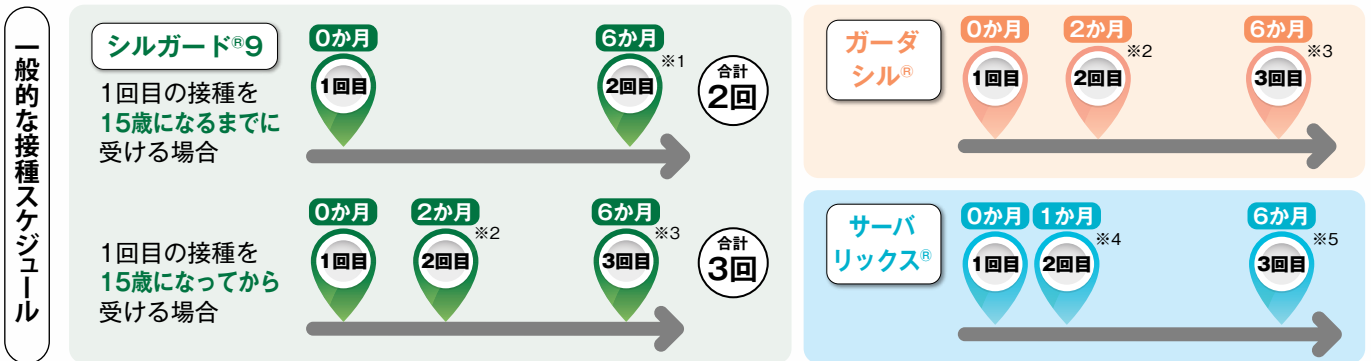 一般的な接種スケジュール
シルガード®9
1回目の接種を
15歳になるまでに
受ける場合
0か月
1回目
6か月
※1
2回目
合計
2回
1回目の接種を
15歳になってから
受ける場合
0か月
1回目
2か月
※2
2回目
6か月
※3
3回目
合計
3回
ガーダ
シル®
0か月
1回目
2か月
※2
2回目
6か月
※3
3回目
サーバ
リックス®
0か月
1回目
1か月
※4
2回目
6か月
※5
3回目